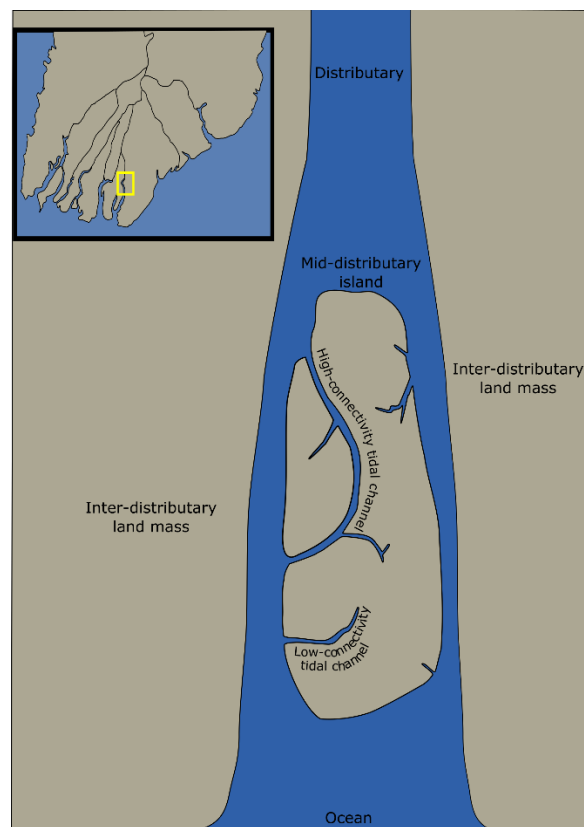 Distributary
Mid-distributary
island
High-connectivity tidal channel
Inter-distributary
land mass
Inter-distributary
land mass
Low-connectivity
tidal channel
Ocean